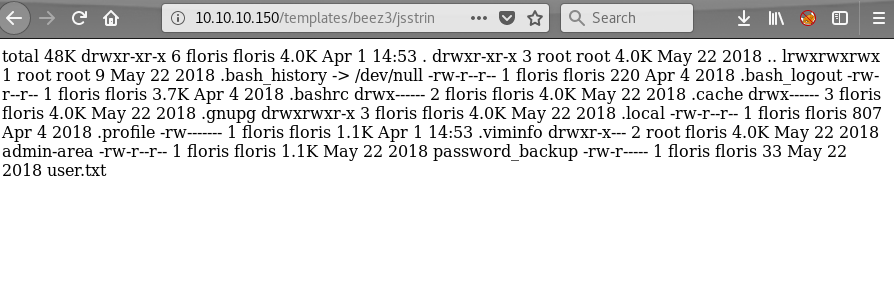 10.10.10.150/templates/beez3/jsstrin
Search
total 48K drwxr-xr-x 6 floris floris 4.0K Apr 1 14:53 . drwxr-xr-x 3 root root 4.0K May 22 2018 .. lrwxrwxrwx
1 root root 9 May 22 2018 .bash_history -> /dev/null -rw-r--r-- 1 floris floris 220 Apr 4 2018 .bash_logout -rw-
r--r-- 1 floris floris 3.7K Apr 4 2018 .bashrc drwx------ 2 floris floris 4.0K May 22 2018 .cache drwx------ 3 floris
floris 4.0K May 22 2018 .gnupg drwxrwxr-x 3 floris floris 4.0K May 22 2018 .local -rw-r--r-- 1 floris floris 807
Apr 4 2018 .profile -rw------- 1 floris floris 1.1K Apr 1 14:53 .viminfo drwxr-x--- 2 root floris 4.0K May 22 2018
admin-area -rw-r--r-- 1 floris floris 1.1K May 22 2018 password_backup -rw-r----- 1 floris floris 33 May 22
2018 user.txt